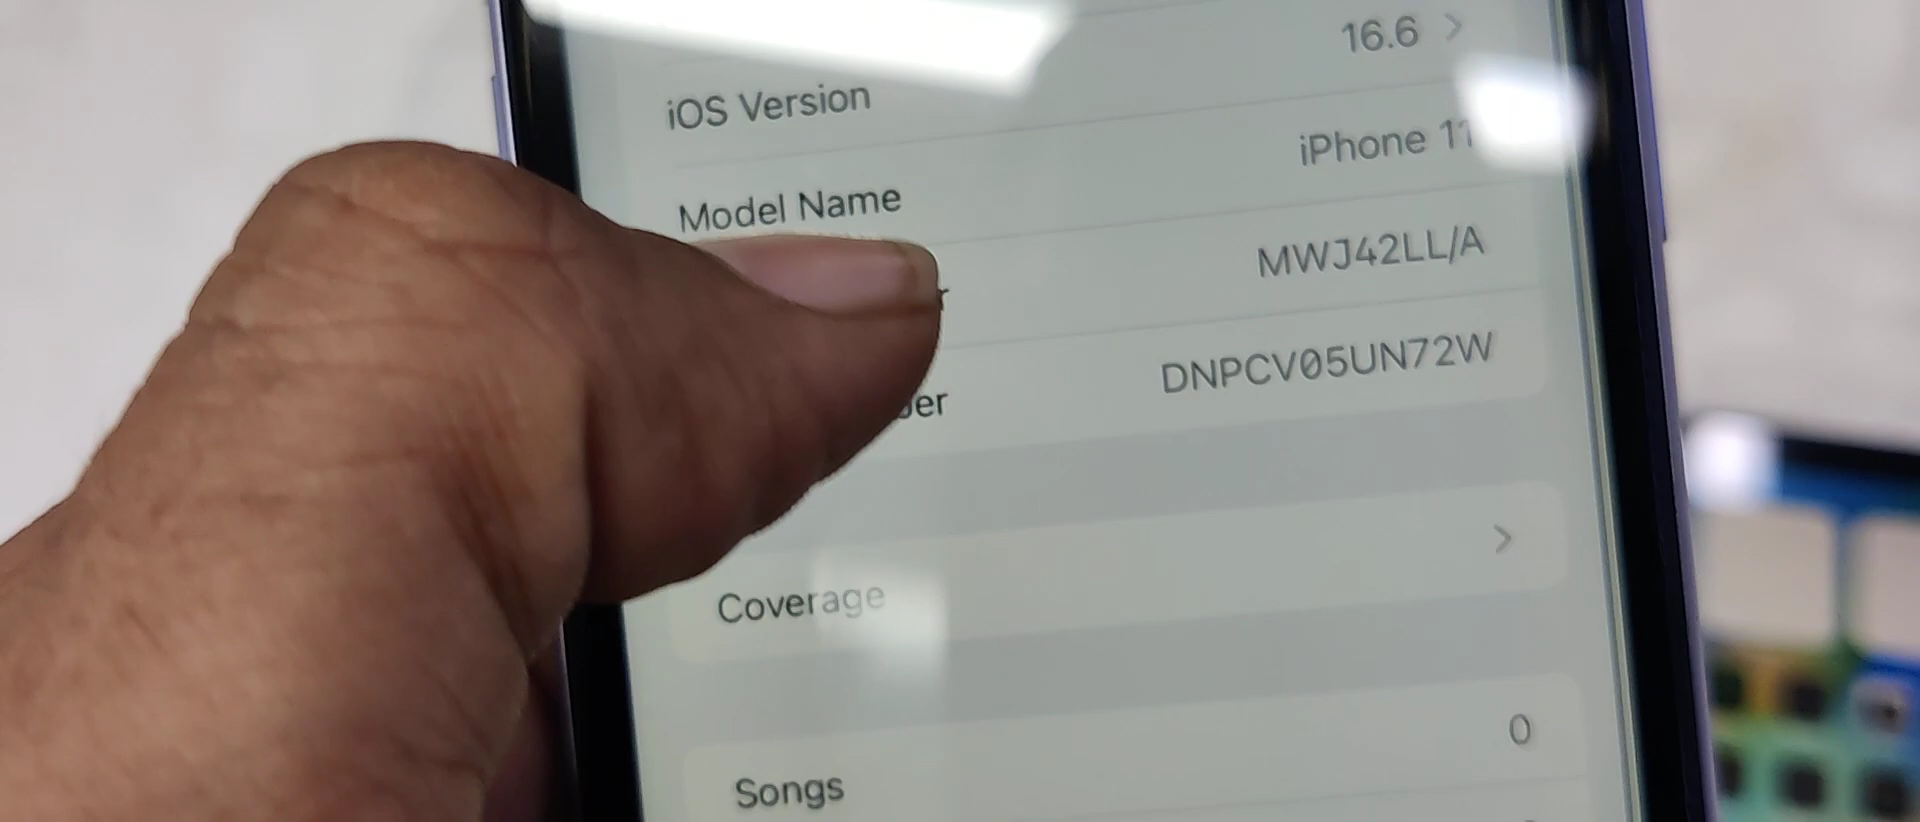 iOS Version 16.6 >
Model Name iPhone 11
MWJ42LL/A
DNPCV05UN72W
Coverage >
Songs 0